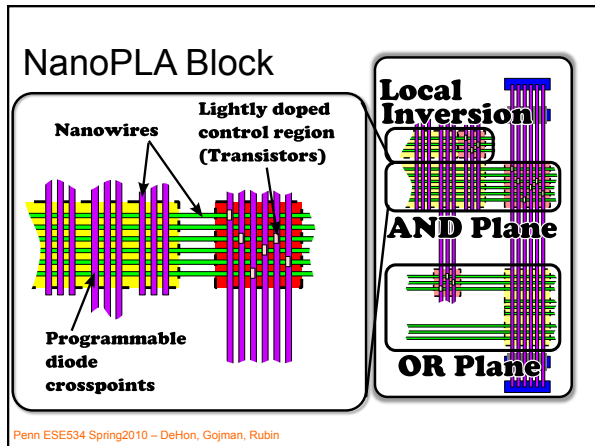 NanoPLA Block
Nanowires
Lightly doped
control region
(Transistors)
Programmable
diode
crosspoints
Local
Inversion
AND Plane
OR Plane
Penn ESE534 Spring2010 – DeHon, Gojman, Rubin